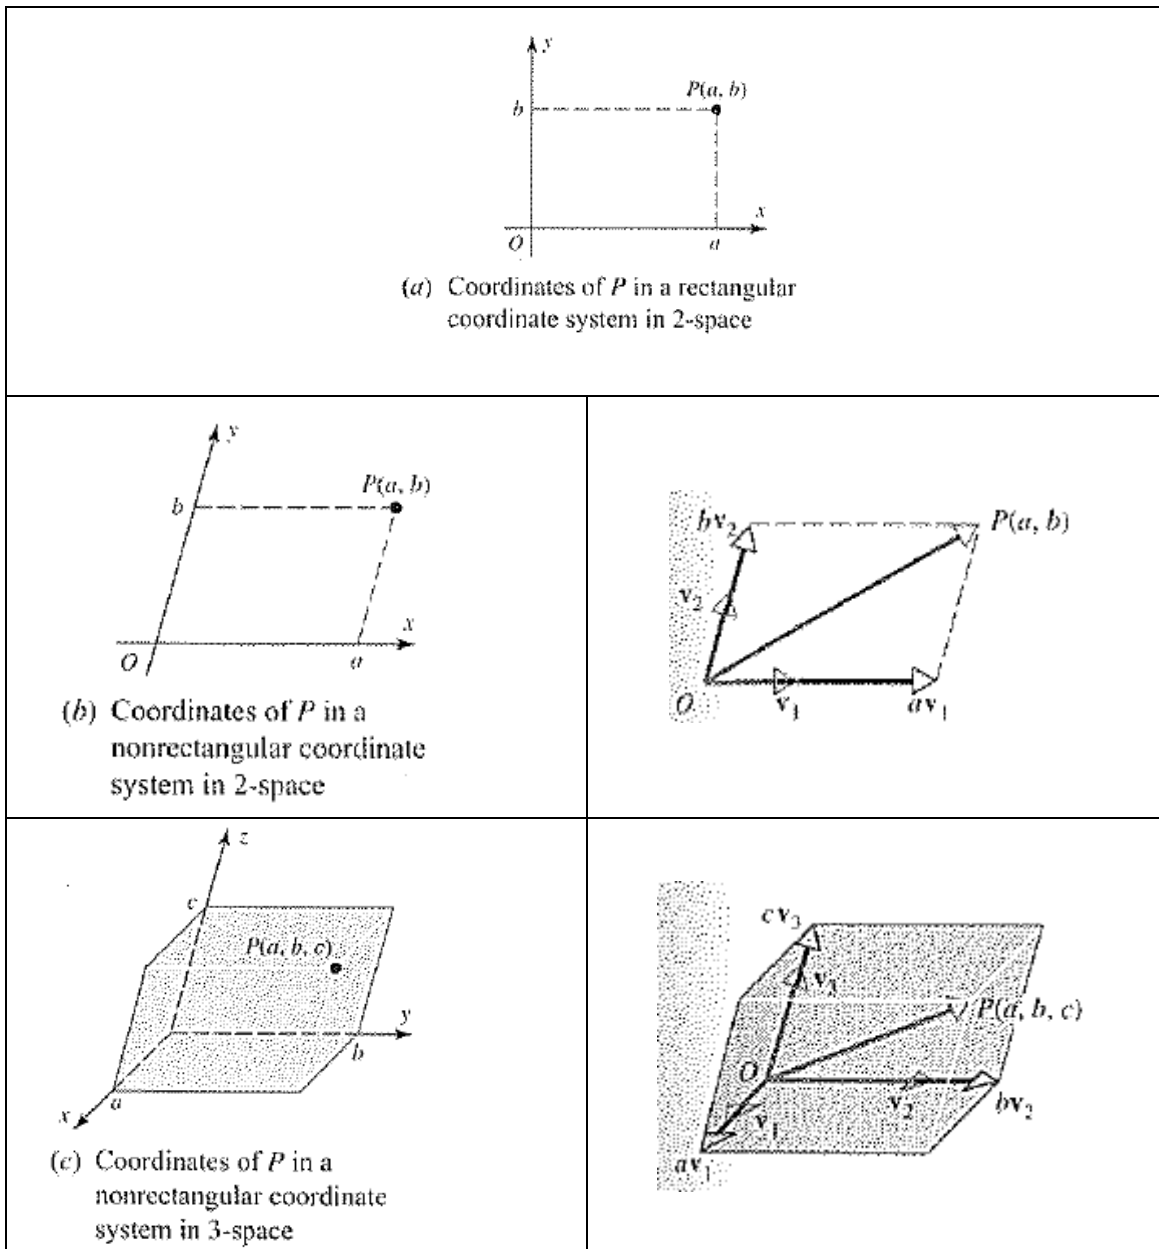 y
P(a, b)
b
x
O
a
(a) Coordinates of P in a rectangular
coordinate system in 2-space
y
P(a, b)
b
x
O
a
(b) Coordinates of P in a
nonrectangular coordinate
system in 2-space
bv₂
P(a, b)
v₂
O
v₁
av₁
z
c
P(a, b, c)
y
b
a
x
(c) Coordinates of P in a
nonrectangular coordinate
system in 3-space
cv₃
v₃
P(a, b, c)
O
v₂
bv₂
v₁
av₁